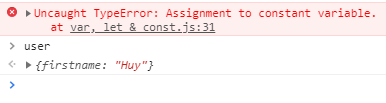 Uncaught TypeError: Assignment to constant variable.
at var, let & const.js:31
user
{firstname: "Huy"}